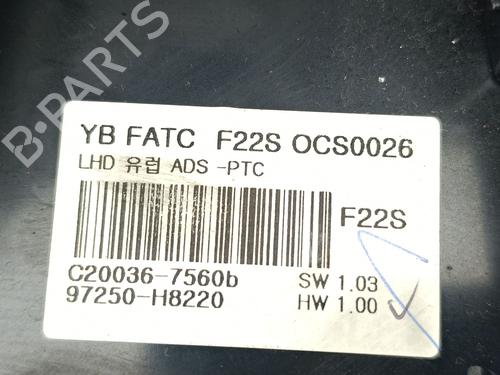 B-PARTS
YB FATC F22S OCS0026
LHD 유럽 ADS -PTC
F22S
C20036-7560b SW 1.03
97250-H8220 HW 1.00